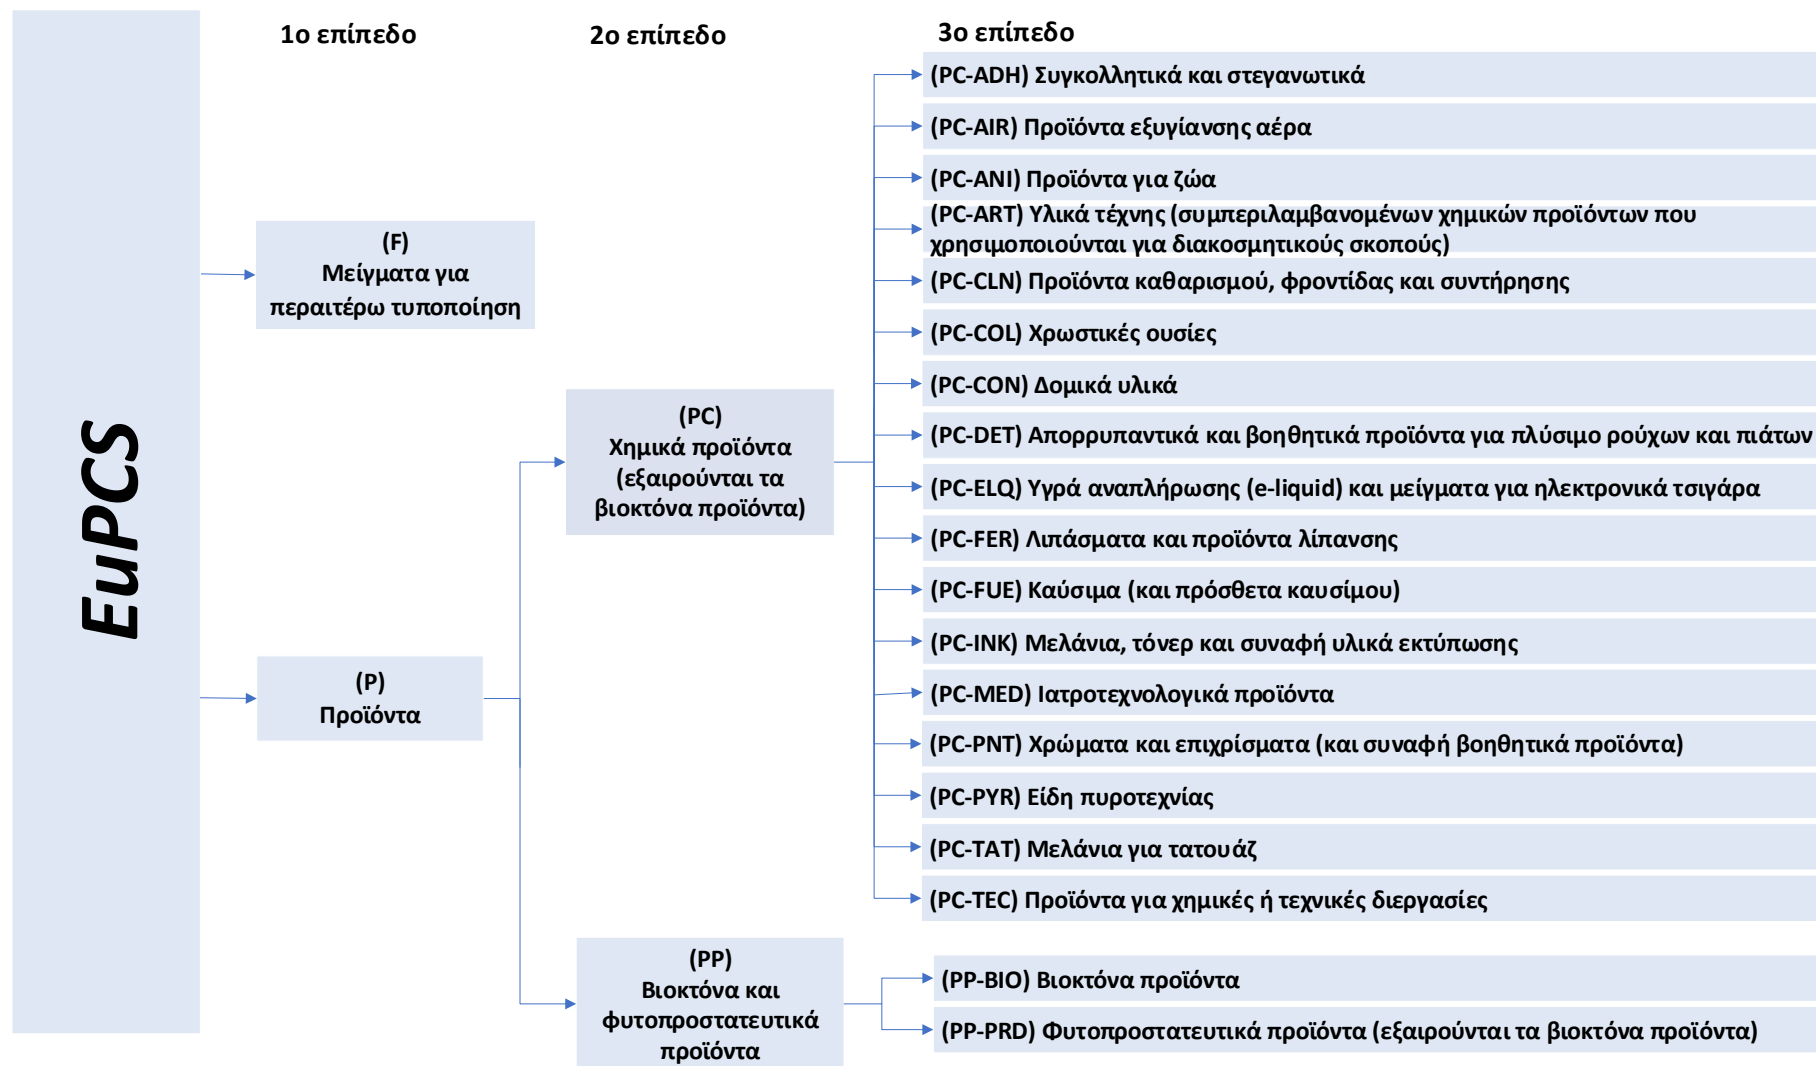 EuPCS
1ο επίπεδο
2ο επίπεδο
3ο επίπεδο
(F)
Μείγματα για
περαιτέρω τυποποίηση
(P)
Προϊόντα
(PC)
Χημικά προϊόντα
(εξαιρούνται τα
βιοκτόνα προϊόντα)
(PP)
Βιοκτόνα και
φυτοπροστατευτικά
προϊόντα
(PC-ADH) Συγκολλητικά και στεγανωτικά
(PC-AIR) Προϊόντα εξυγίανσης αέρα
(PC-ANI) Προϊόντα για ζώα
(PC-ART) Υλικά τέχνης (συμπεριλαμβανομένων χημικών προϊόντων που
χρησιμοποιούνται για διακοσμητικούς σκοπούς)
(PC-CLN) Προϊόντα καθαρισμού, φροντίδας και συντήρησης
(PC-COL) Χρωστικές ουσίες
(PC-CON) Δομικά υλικά
(PC-DET) Απορρυπαντικά και βοηθητικά προϊόντα για πλύσιμο ρούχων και πιάτων
(PC-ELQ) Υγρά αναπλήρωσης (e-liquid) και μείγματα για ηλεκτρονικά τσιγάρα
(PC-FER) Λιπάσματα και προϊόντα λίπανσης
(PC-FUE) Καύσιμα (και πρόσθετα καυσίμου)
(PC-INK) Μελάνια, τόνερ και συναφή υλικά εκτύπωσης
(PC-MED) Ιατροτεχνολογικά προϊόντα
(PC-PNT) Χρώματα και επιχρίσματα (και συναφή βοηθητικά προϊόντα)
(PC-PYR) Είδη πυροτεχνίας
(PC-TAT) Μελάνια για τατουάζ
(PC-TEC) Προϊόντα για χημικές ή τεχνικές διεργασίες
(PP-BIO) Βιοκτόνα προϊόντα
(PP-PRD) Φυτοπροστατευτικά προϊόντα (εξαιρούνται τα βιοκτόνα προϊόντα)